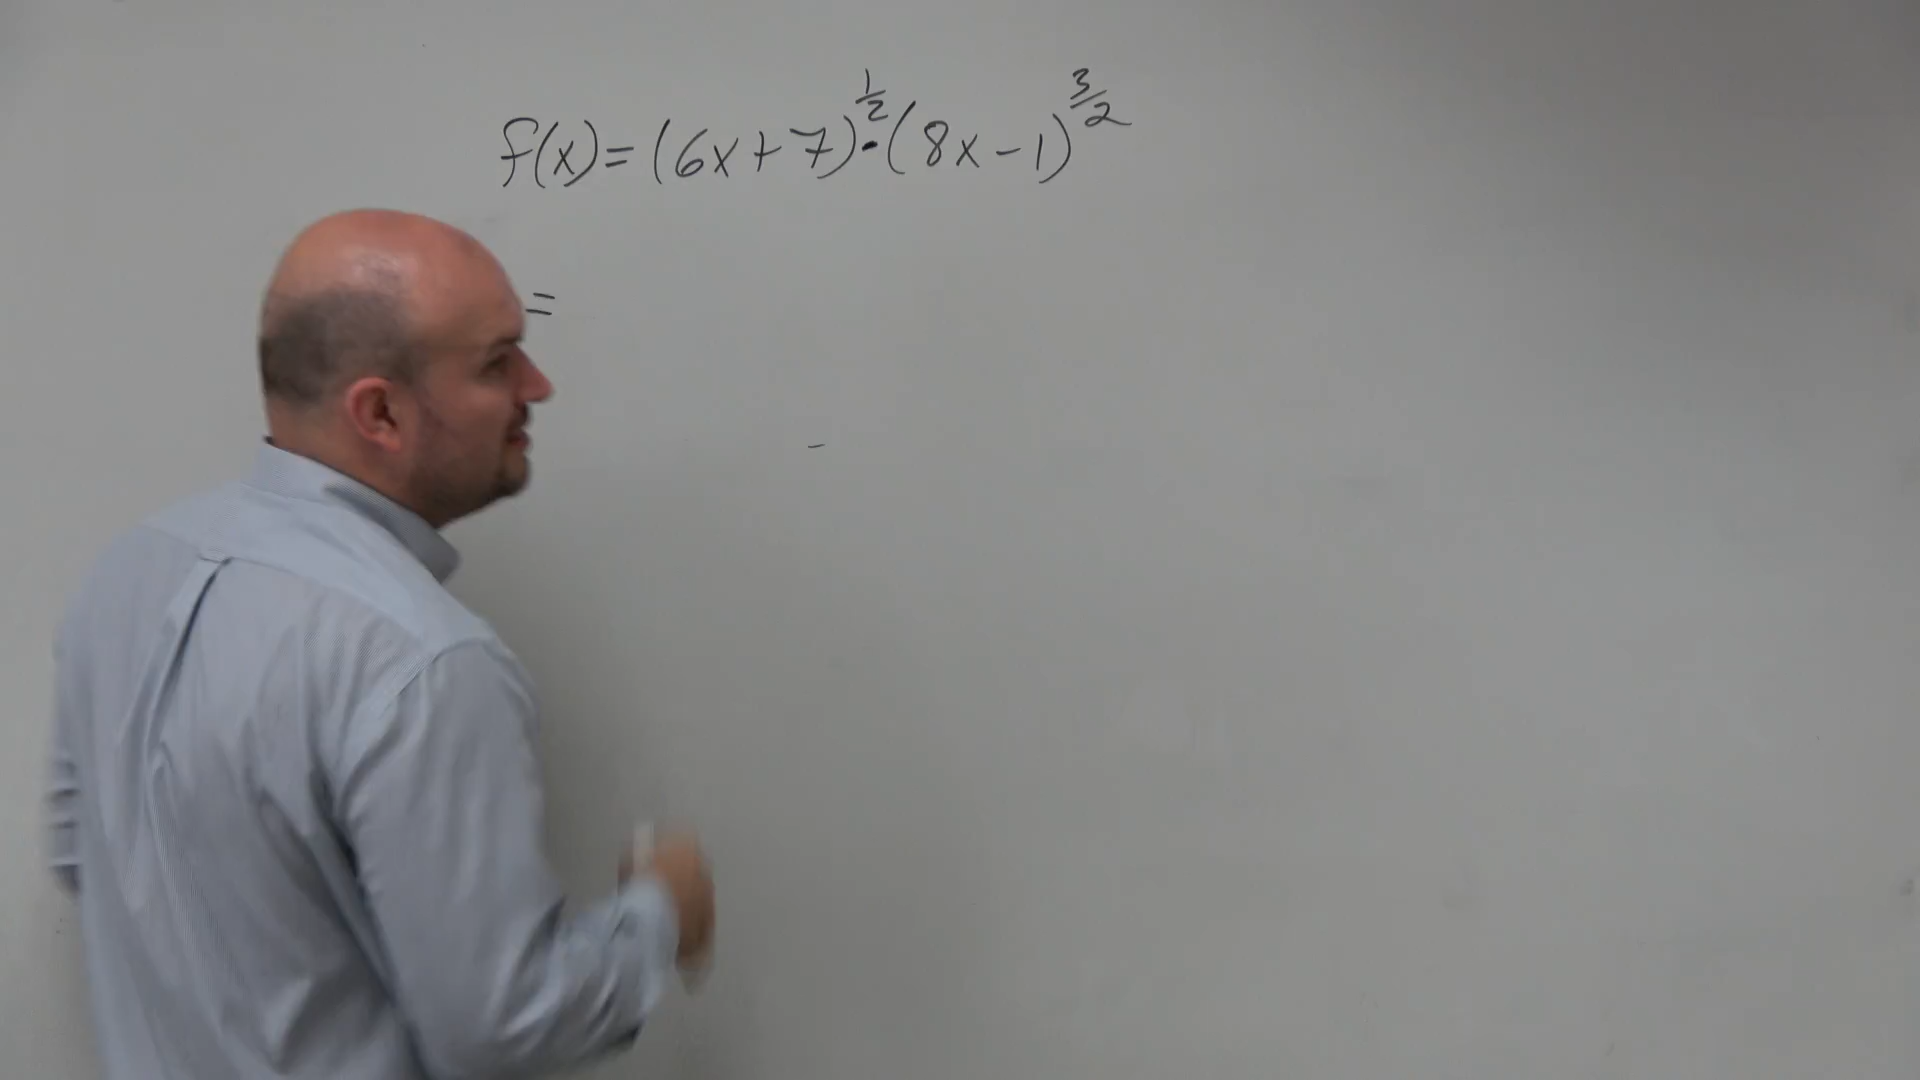 f(x) = (6x + 7)^1/2 · (8x - 1)^3/2
=
-